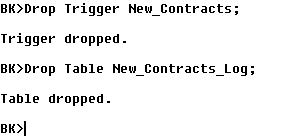 BK>Drop Trigger New_Contracts;
Trigger dropped.
BK>Drop Table New_Contracts_Log;
Table dropped.
BK>